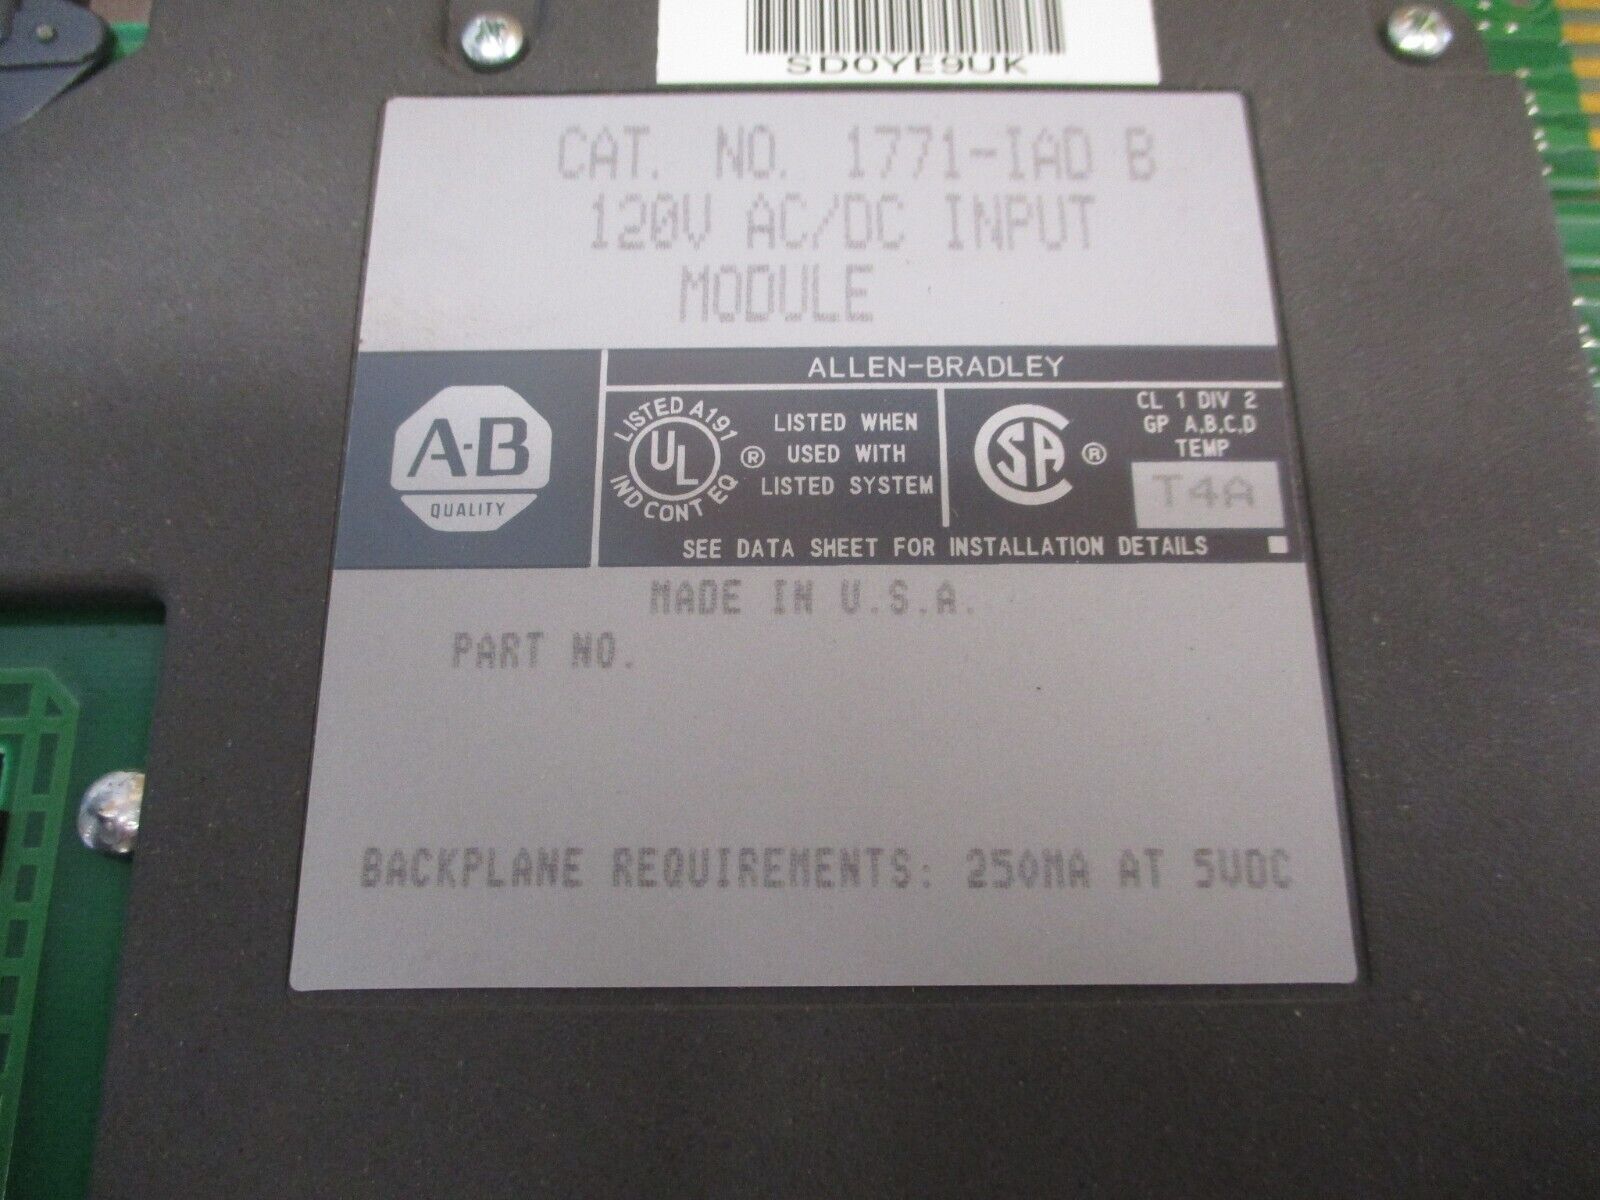 SD0YE9UK
CAT. NO. 1771-IAD B
120V AC/DC INPUT
MODULE
ALLEN-BRADLEY
A-B
QUALITY
LISTED A191
UL
IND CONT EQ
®
LISTED WHEN
USED WITH
LISTED SYSTEM
SA ®
CL 1 DIV 2
GP A,B,C,D
TEMP
T4A
SEE DATA SHEET FOR INSTALLATION DETAILS
MADE IN U.S.A.
PART NO.
BACKPLANE REQUIREMENTS: 250MA AT 5VDC